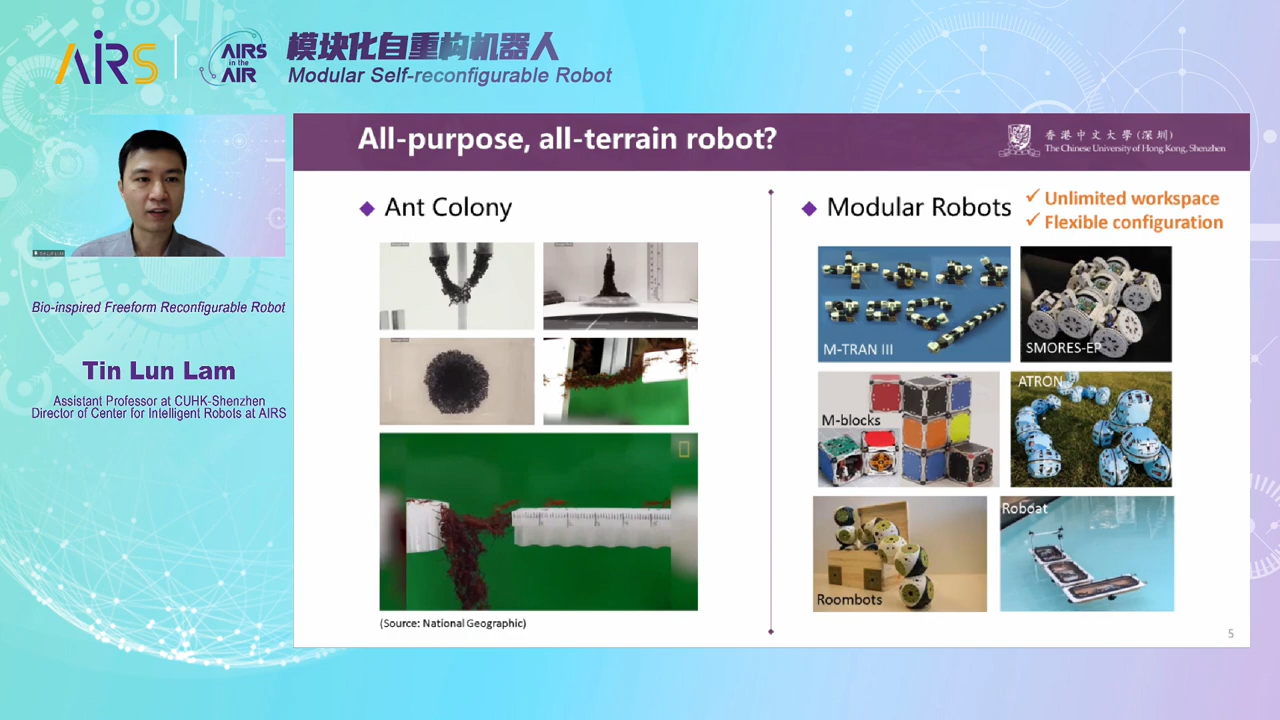 AIRS
AIRS
in the
AIR
模块化自重构机器人
Modular Self-reconfigurable Robot
Bio-inspired Freeform Reconfigurable Robot
Tin Lun Lam
Assistant Professor at CUHK-Shenzhen
Director of Center for Intelligent Robots at AIRS
All-purpose, all-terrain robot?
香港中文大學(深圳)
The Chinese University of Hong Kong, Shenzhen
Ant Colony
(Source: National Geographic)
Modular Robots
✓ Unlimited workspace
✓ Flexible configuration
M-TRAN III
SMORES-EP
M-blocks
ATRON
Roombots
Roboat
5